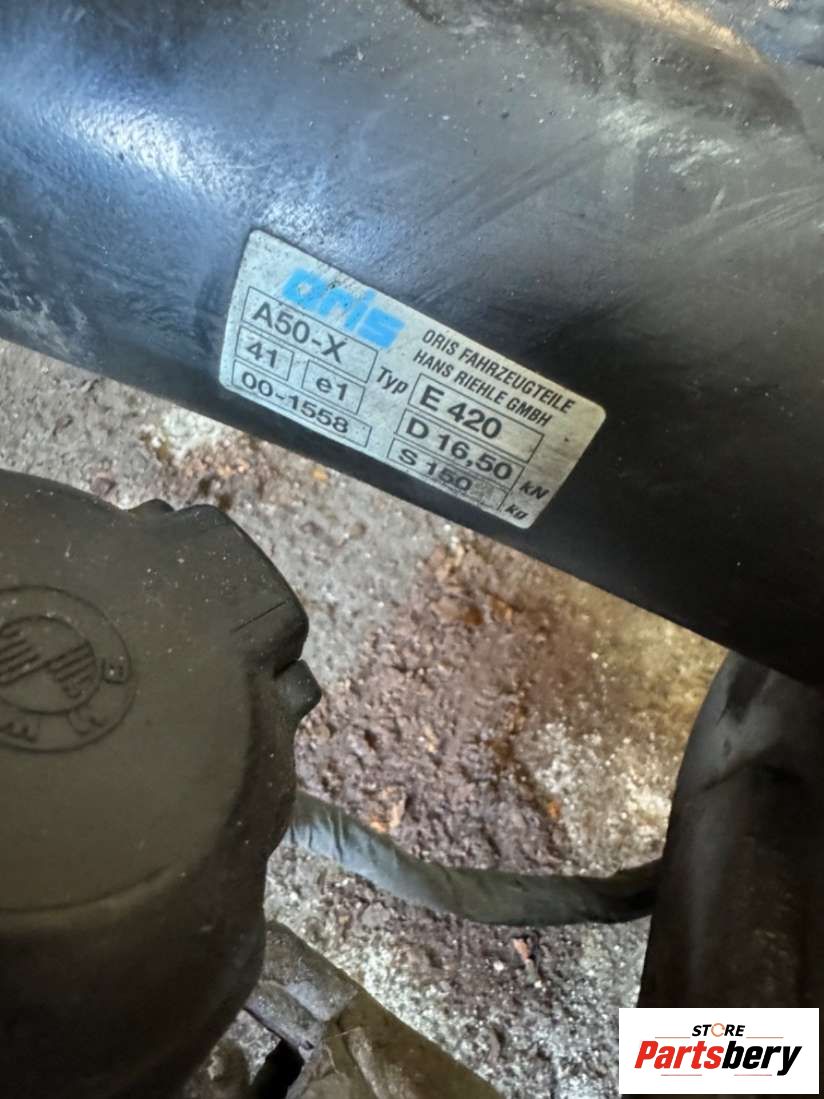 oris
ORIS FAHRZEUGTEILE
HANS RIEHLE GMBH
A50-X
41 e1
00-1558
Typ E 420
D 16,50 kN
S 150 kg
STORE
Partsbery